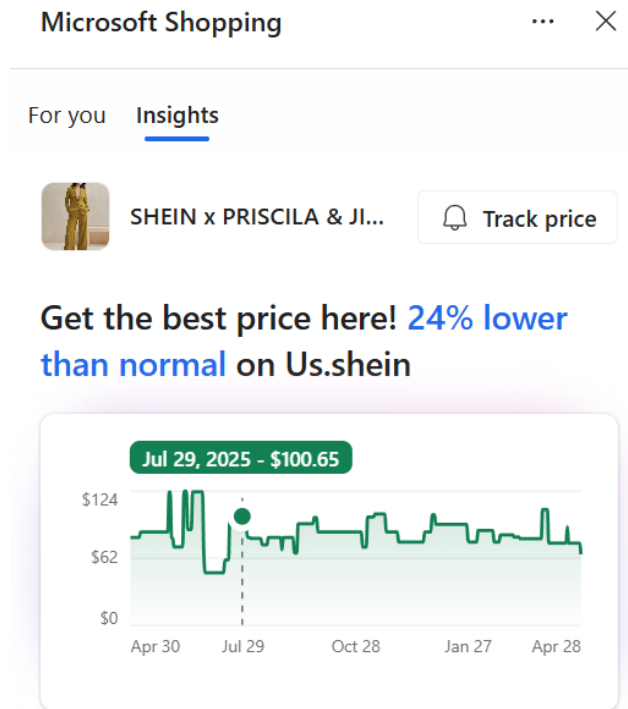 Microsoft Shopping
For you Insights
SHEIN x PRISCILA & JI... Track price
Get the best price here! 24% lower
than normal on Us.shein
Jul 29, 2025 - $100.65
$124
$62
$0
Apr 30 Jul 29 Oct 28 Jan 27 Apr 28